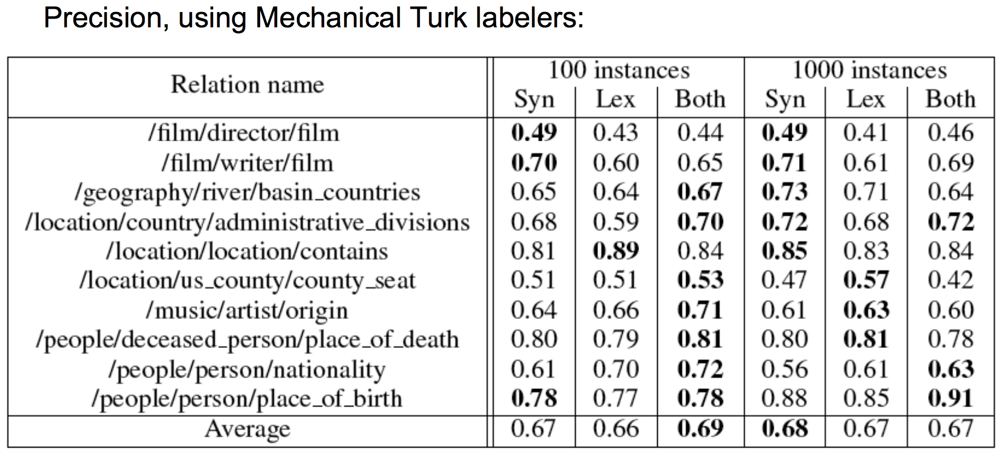 Precision, using Mechanical Turk labelers:
Relation name 100 instances 1000 instances
Syn Lex Both Syn Lex Both
/film/director/film 0.49 0.43 0.44 0.49 0.41 0.46
/film/writer/film 0.70 0.60 0.65 0.71 0.61 0.69
/geography/river/basin_countries 0.65 0.64 0.67 0.73 0.71 0.64
/location/country/administrative_divisions 0.68 0.59 0.70 0.72 0.68 0.72
/location/location/contains 0.81 0.89 0.84 0.85 0.83 0.84
/location/us_county/county_seat 0.51 0.51 0.53 0.47 0.57 0.42
/music/artist/origin 0.64 0.66 0.71 0.61 0.63 0.60
/people/deceased_person/place_of_death 0.80 0.79 0.81 0.80 0.81 0.78
/people/person/nationality 0.61 0.70 0.72 0.56 0.61 0.63
/people/person/place_of_birth 0.78 0.77 0.78 0.88 0.85 0.91
Average 0.67 0.66 0.69 0.68 0.67 0.67